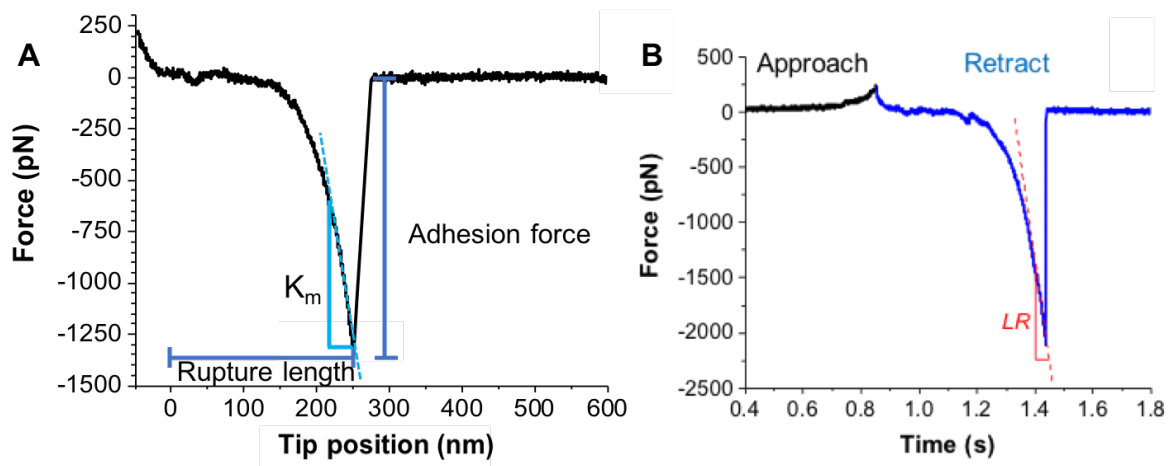 A
Force (pN)
250
0
-250
-500
-750
-1000
-1250
-1500
Adhesion force
Km
Rupture length
0 100 200 300 400 500 600
Tip position (nm)
B
Force (pN)
500
0
-500
-1000
-1500
-2000
-2500
Approach
Retract
LR
0.4 0.6 0.8 1.0 1.2 1.4 1.6 1.8
Time (s)